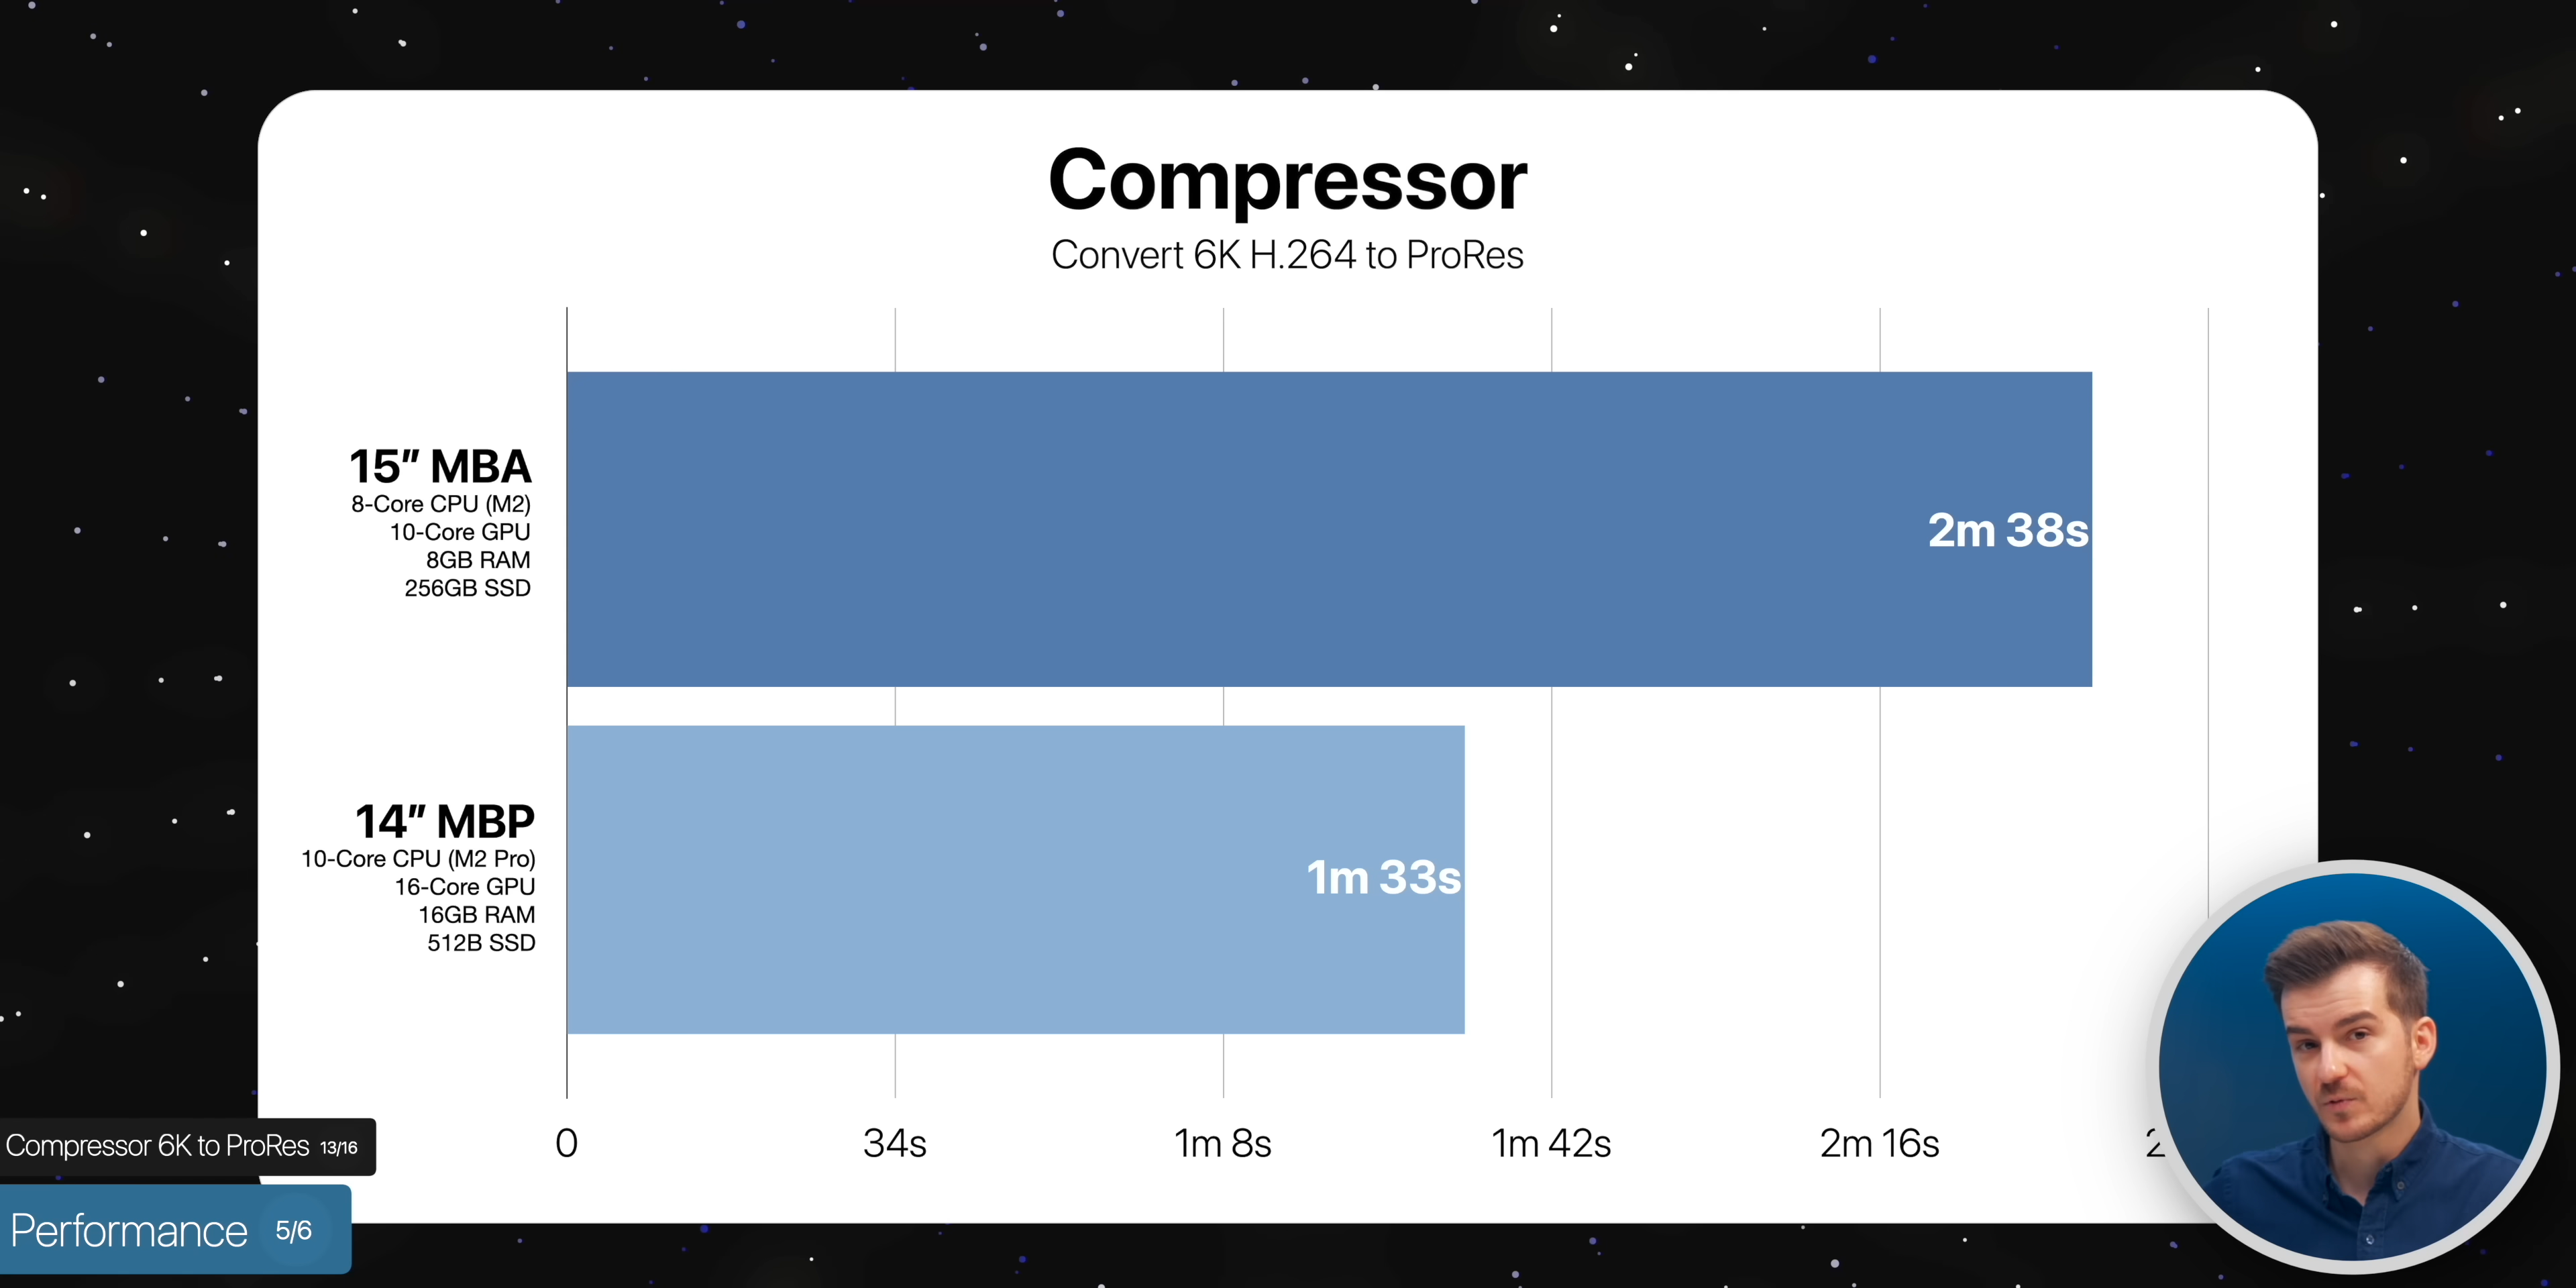 Compressor
Convert 6K H.264 to ProRes
15” MBA
8-Core CPU (M2)
10-Core GPU
8GB RAM
256GB SSD
2m 38s
14” MBP
10-Core CPU (M2 Pro)
16-Core GPU
16GB RAM
512B SSD
1m 33s
0 34s 1m 8s 1m 42s 2m 16s
Compressor 6K to ProRes 13/16
Performance 5/6